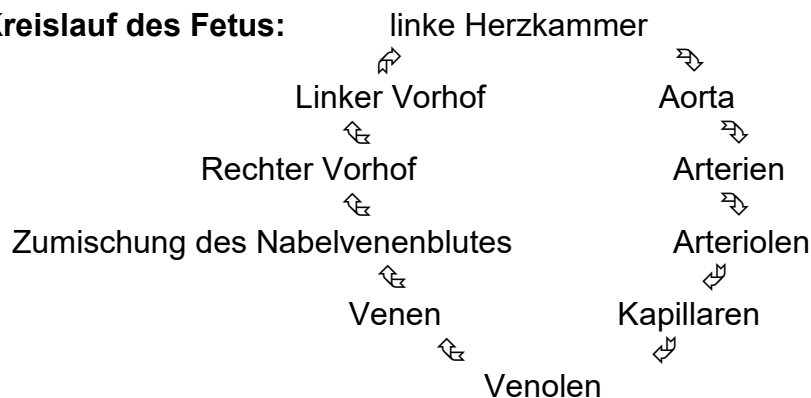 Kreislauf des Fetus: linke Herzkammer
Linker Vorhof Aorta
Rechter Vorhof Arterien
Zumischung des Nabelvenenblutes Arteriolen
Venen Kapillaren
Venolen